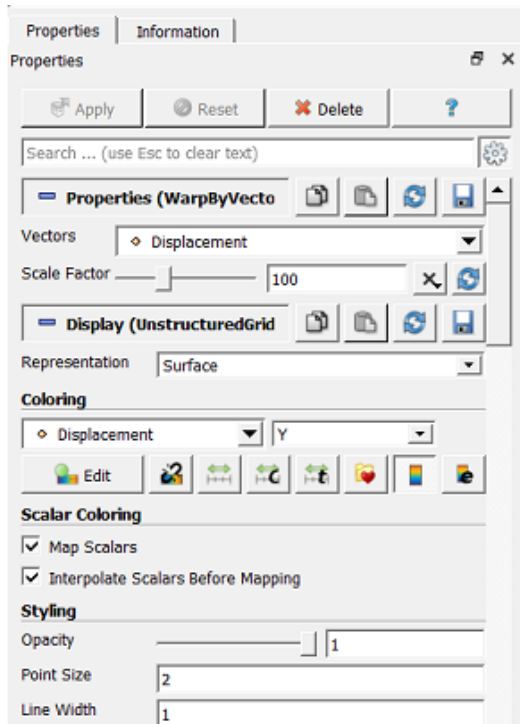 Properties Information
Properties
Apply Reset Delete ?
Search ... (use Esc to clear text)
Properties (WarpByVecto
Vectors Displacement
Scale Factor 100
Display (UnstructuredGrid
Representation Surface
Coloring
Displacement Y
Edit
Scalar Coloring
Map Scalars
Interpolate Scalars Before Mapping
Styling
Opacity 1
Point Size 2
Line Width 1